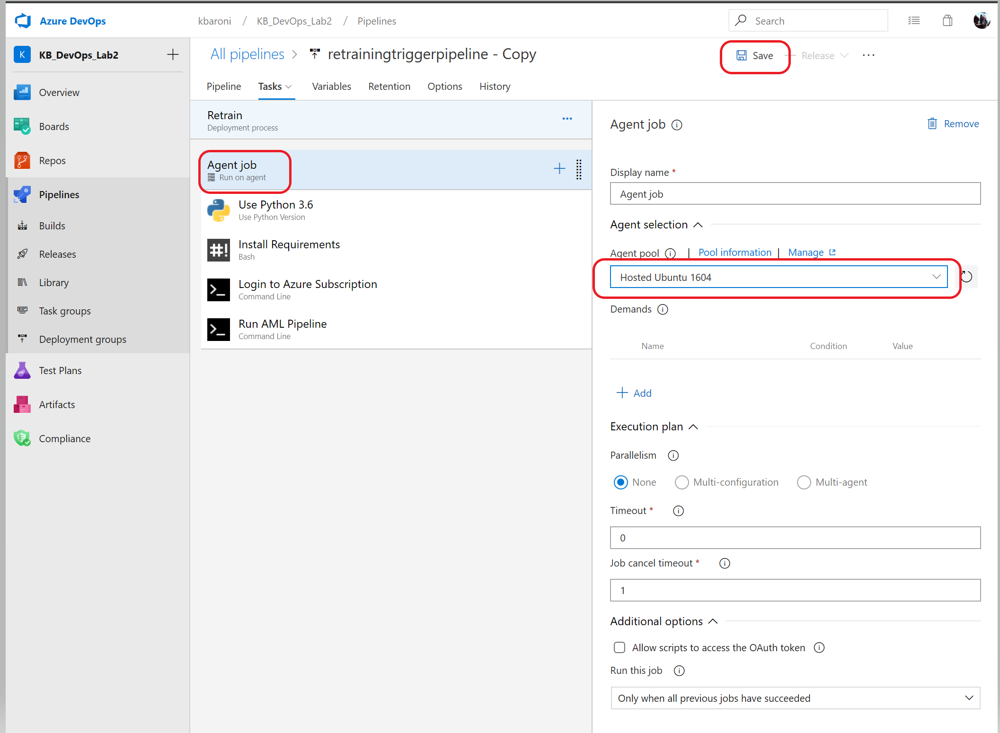 Azure DevOps
kbaroni / KB_DevOps_Lab2 / Pipelines
Search
K KB_DevOps_Lab2
Overview
Boards
Repos
Pipelines
Builds
Releases
Library
Task groups
Deployment groups
Test Plans
Artifacts
Compliance
All pipelines > retrainingtriggerpipeline - Copy
Save
Release
...
Pipeline Tasks Variables Retention Options History
Retrain
Deployment process
Agent job
Run on agent
Use Python 3.6
Use Python Version
#! Install Requirements
Bash
>_ Login to Azure Subscription
Command Line
>_ Run AML Pipeline
Command Line
Agent job
Remove
Display name *
Agent job
Agent selection
Agent pool | Pool information | Manage
Hosted Ubuntu 1604
Demands
Name Condition Value
+ Add
Execution plan
Parallelism
None Multi-configuration Multi-agent
Timeout *
0
Job cancel timeout *
1
Additional options
Allow scripts to access the OAuth token
Run this job
Only when all previous jobs have succeeded